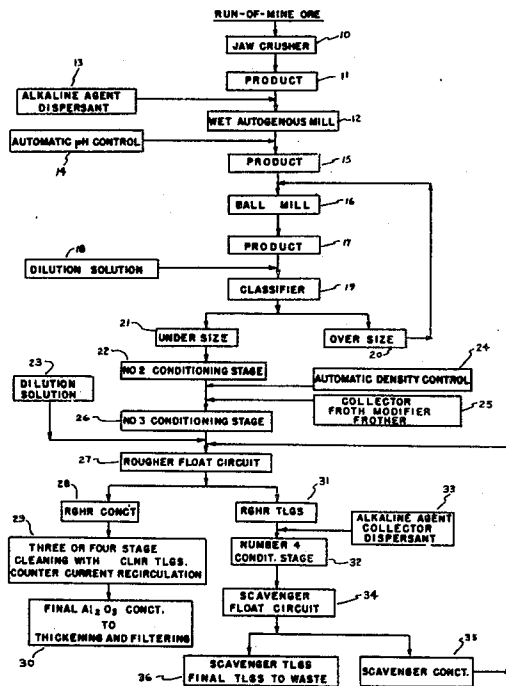 RUN-OF-MINE ORE
JAW CRUSHER
10
13
PRODUCT
11
ALKALINE AGENT
DISPERSANT
WET AUTOGENOUS MILL
12
AUTOMATIC pH CONTROL
14
PRODUCT
15
BALL MILL
16
PRODUCT
17
18
DILUTION SOLUTION
CLASSIFIER
19
21
UNDER SIZE
OVER SIZE
20
22
23
24
NO 2 CONDITIONING STAGE
DILUTION
SOLUTION
AUTOMATIC DENSITY CONTROL
COLLECTOR
FROTH MODIFIER
FROTHER
25
26
NO 3 CONDITIONING STAGE
27
ROUGHER FLOAT CIRCUIT
28
RGHR CONCT
31
RGHR TLGS
33
29
THREE OR FOUR STAGE
CLEANING WITH CLNR TLGS.
COUNTER CURRENT RECIRCULATION
ALKALINE AGENT
COLLECTOR
DISPERSANT
NUMBER 4
CONDIT. STAGE
32
FINAL Al2O3 CONCT.
TO
THICKENING AND FILTERING
30
SCAVENGER
FLOAT CIRCUIT
34
35
SCAVENGER TLGS
FINAL TLGS TO WASTE
36
SCAVENGER CONCT.